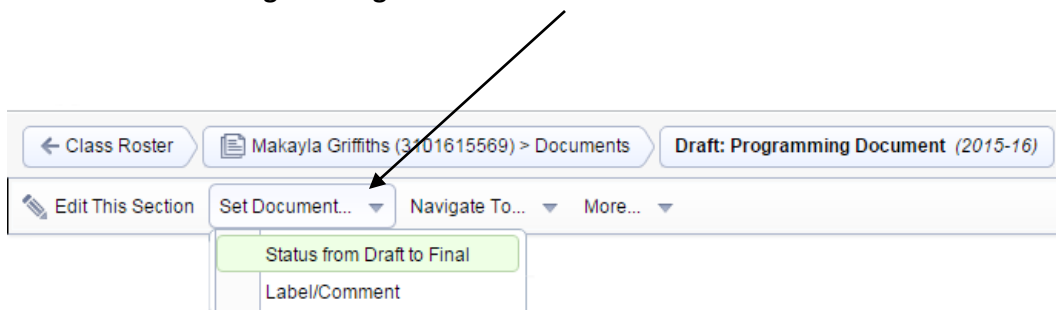 ← Class Roster Makayla Griffiths (3101615569) > Documents Draft: Programming Document (2015-16)
Edit This Section Set Document... Navigate To... More...
Status from Draft to Final
Label/Comment